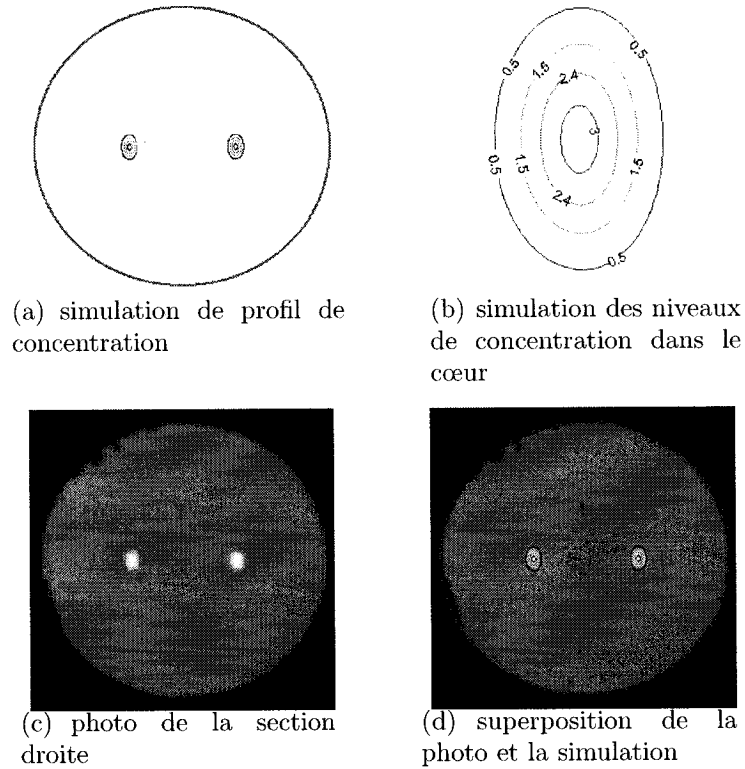 0.5
0.5
1.5
2.4
3
0.5
1.5
1.5
0.5
2.4
0.5
(a) simulation de profil de
concentration
(b) simulation des niveaux
de concentration dans le
cœur
(c) photo de la section
droite
(d) superposition de la
photo et la simulation